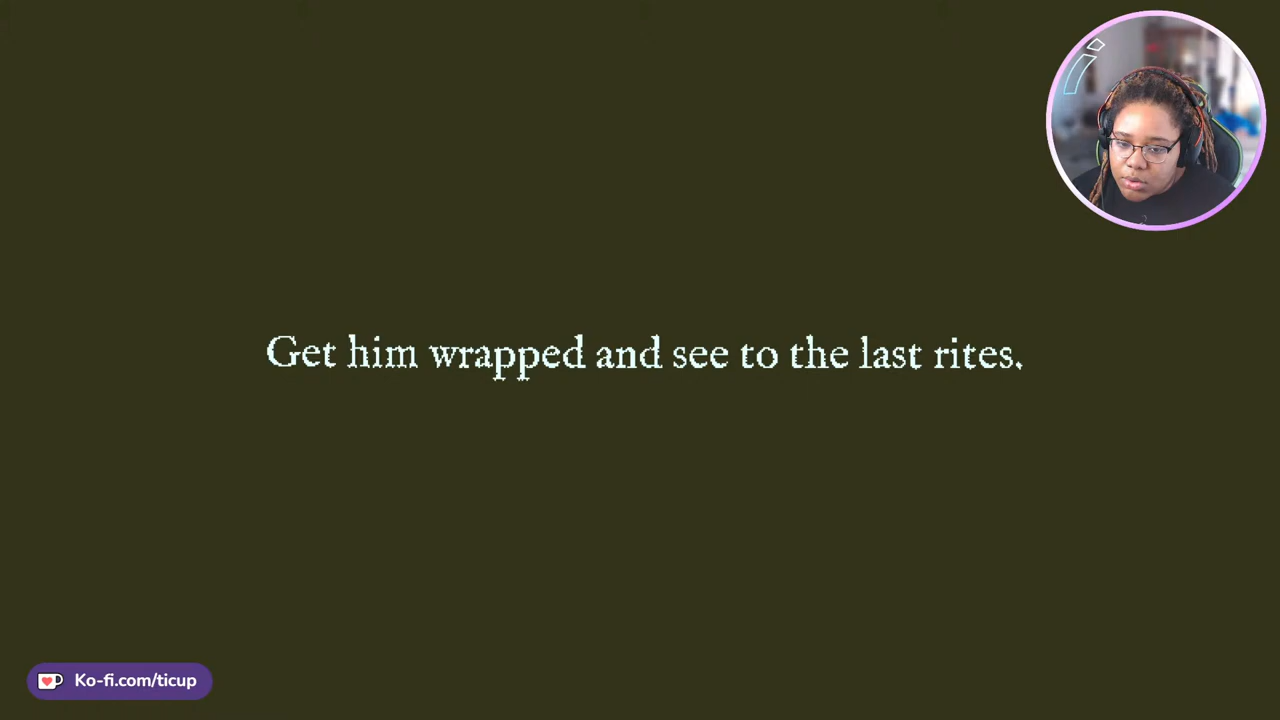 Get him wrapped and see to the last rites.
Ko-fi.com/ticup